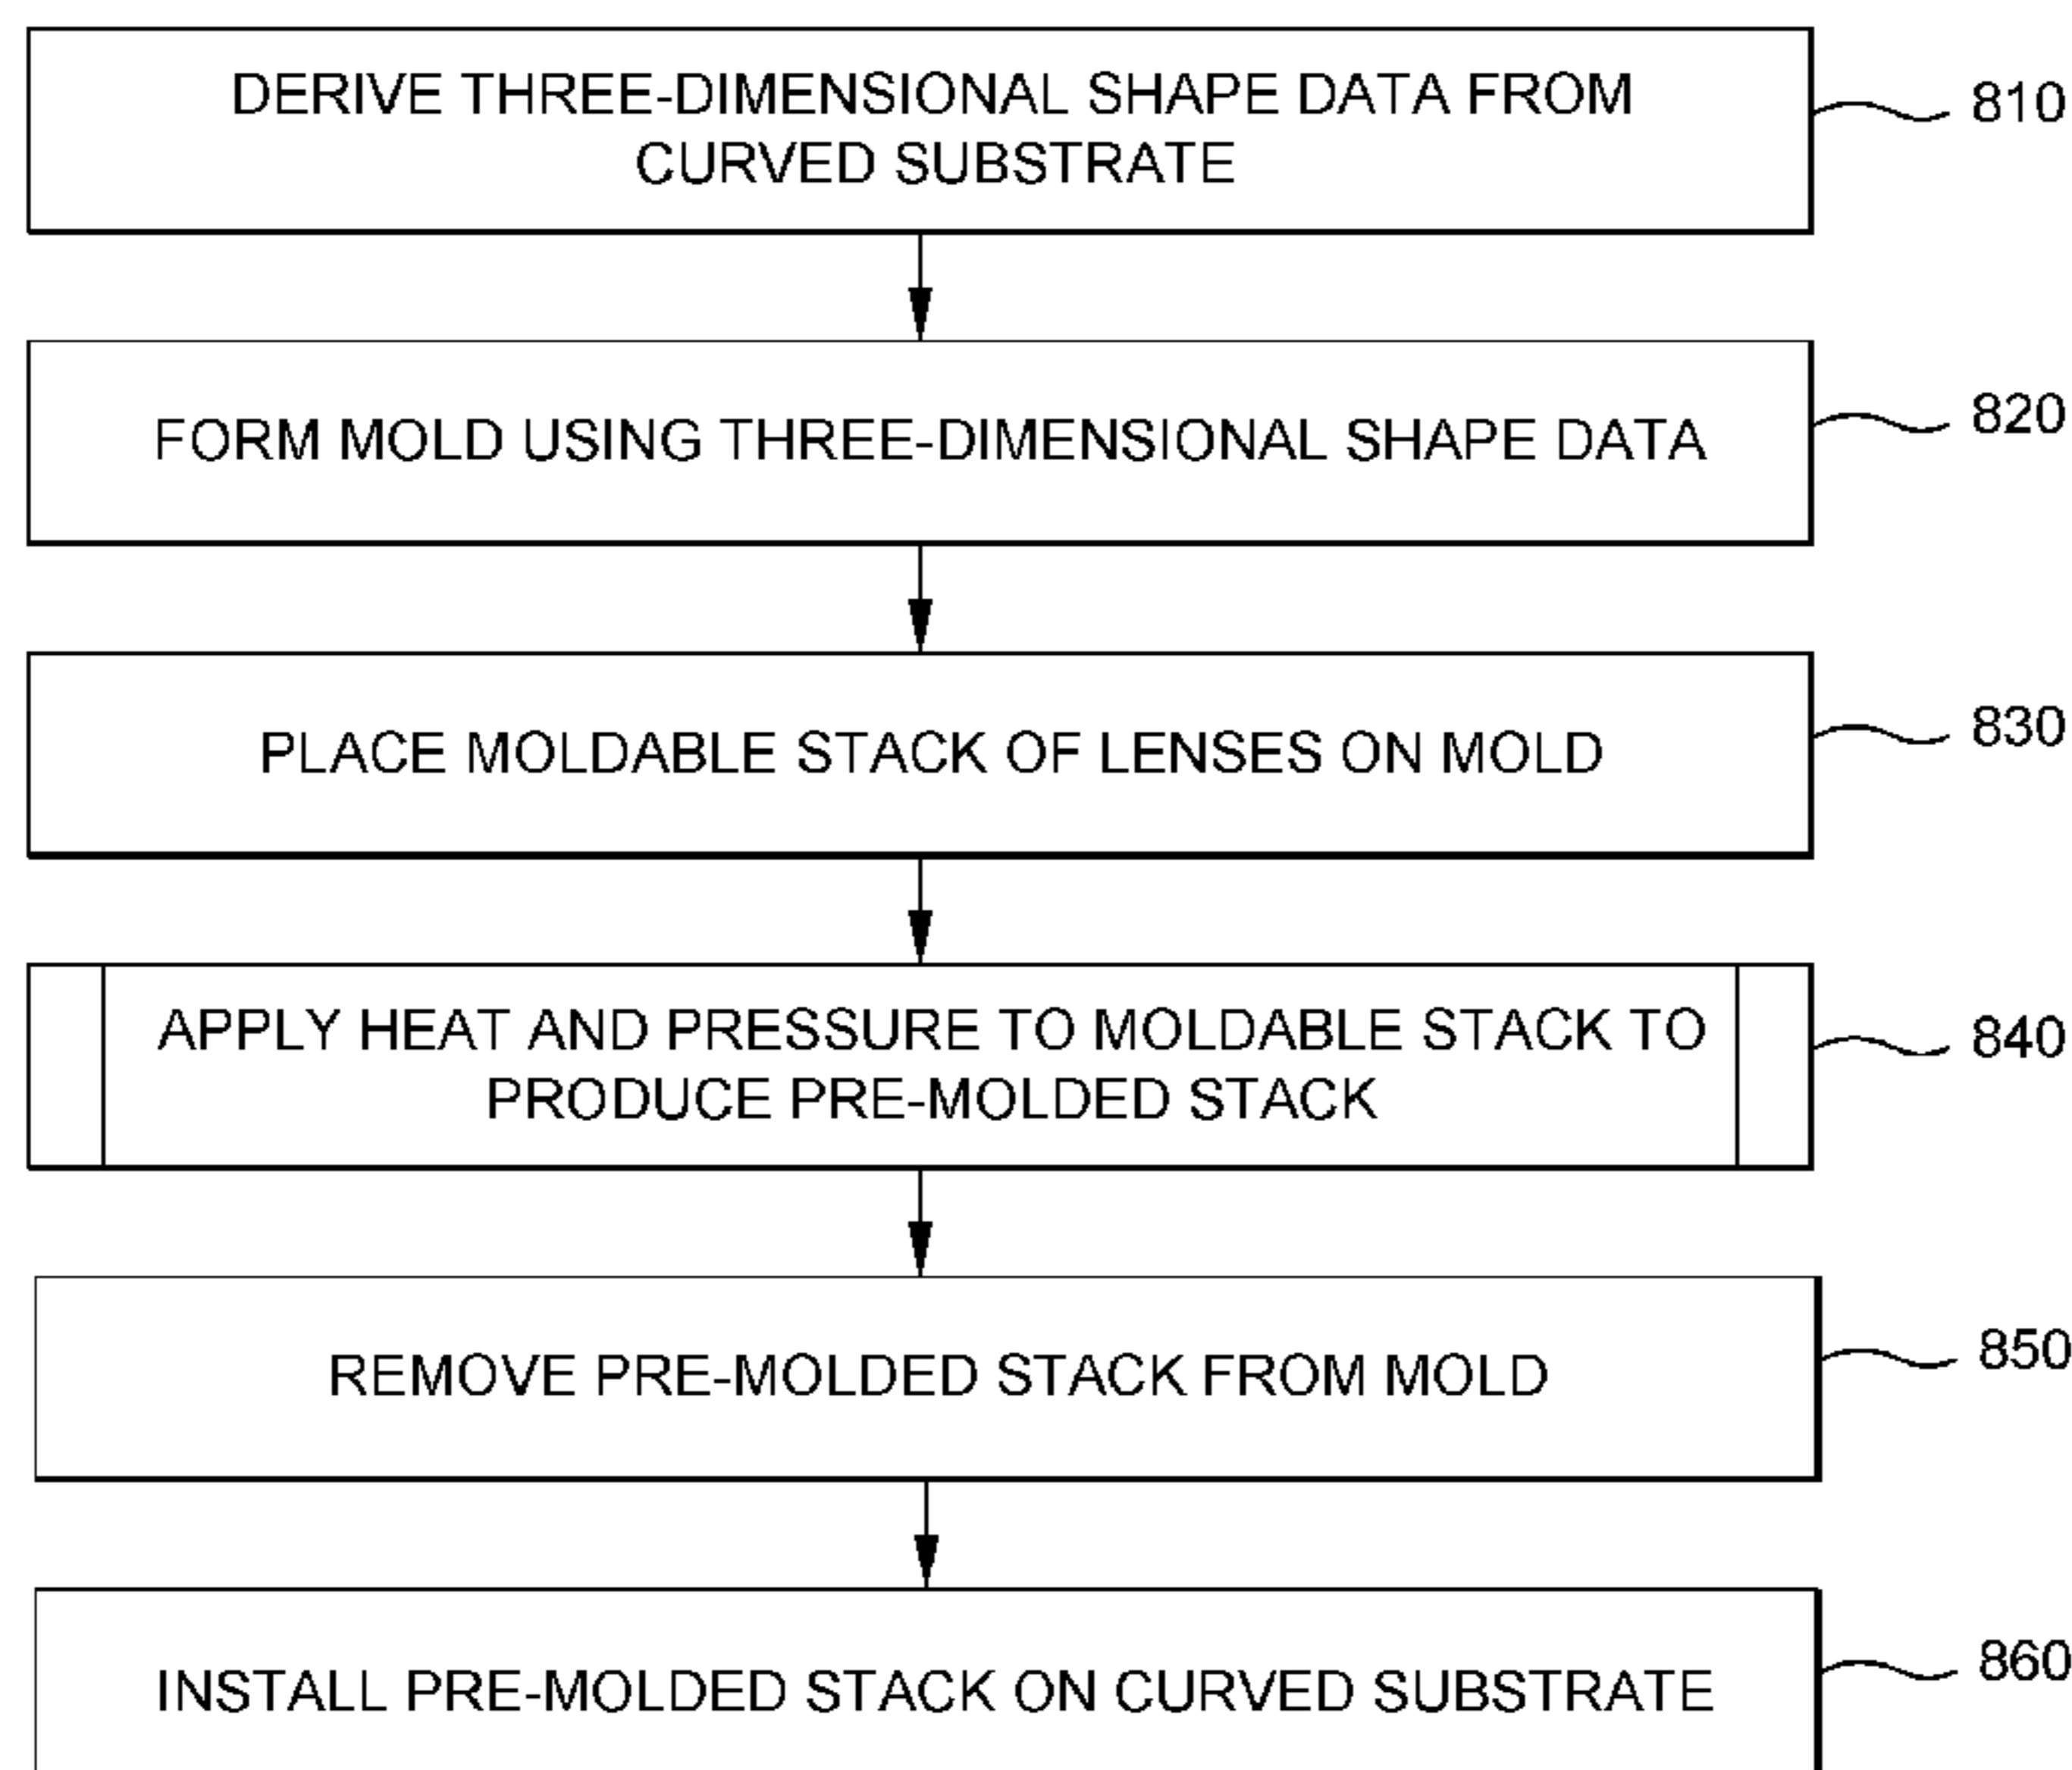 DERIVE THREE-DIMENSIONAL SHAPE DATA FROM
CURVED SUBSTRATE
810
FORM MOLD USING THREE-DIMENSIONAL SHAPE DATA
820
PLACE MOLDABLE STACK OF LENSES ON MOLD
830
APPLY HEAT AND PRESSURE TO MOLDABLE STACK TO
PRODUCE PRE-MOLDED STACK
840
REMOVE PRE-MOLDED STACK FROM MOLD
850
INSTALL PRE-MOLDED STACK ON CURVED SUBSTRATE
860